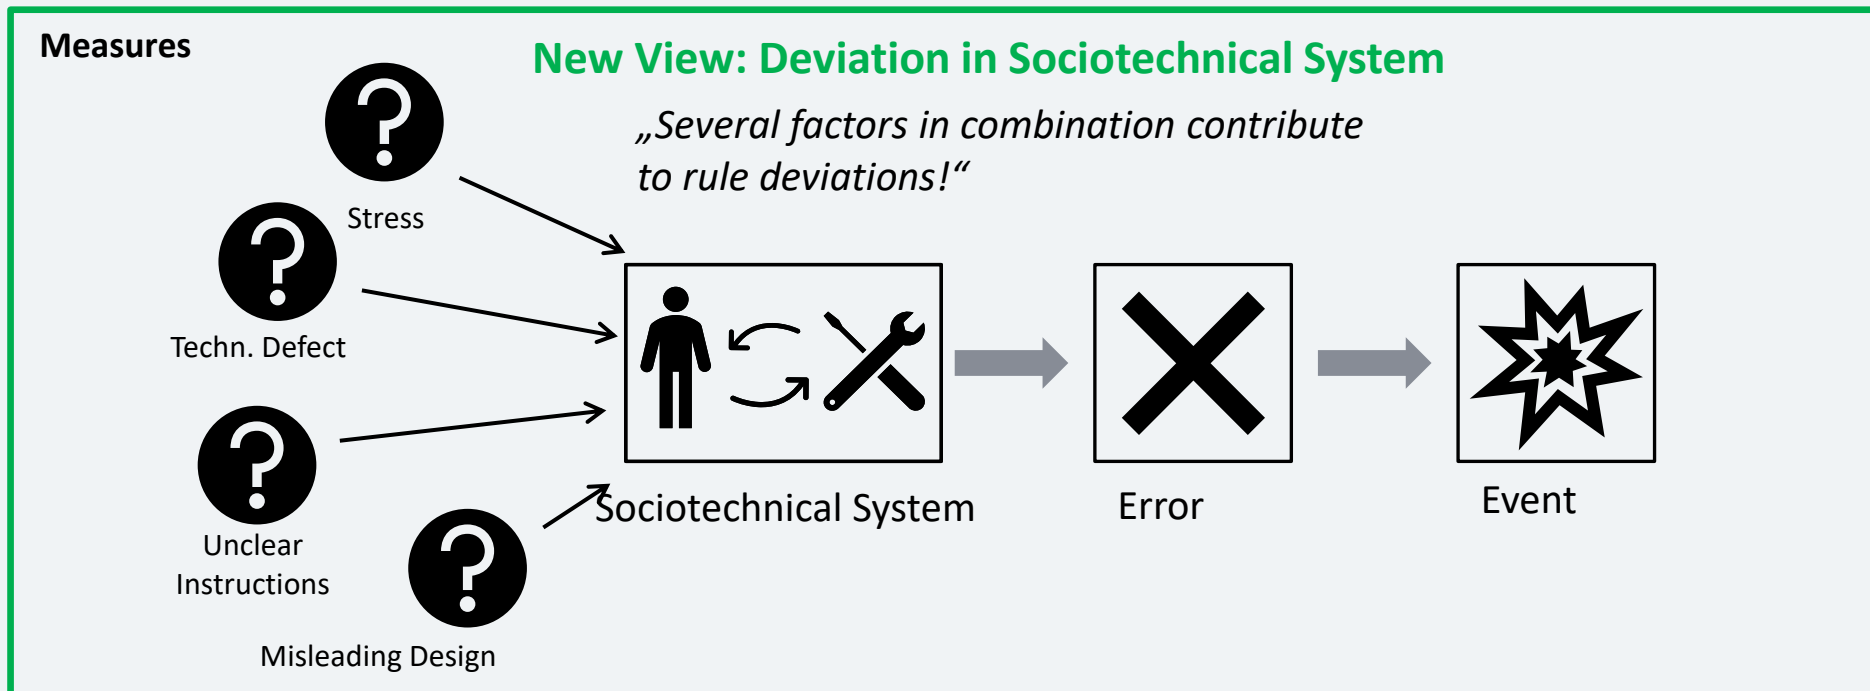 Measures
New View: Deviation in Sociotechnical System
„Several factors in combination contribute
to rule deviations!“
Stress
Techn. Defect
Unclear
Instructions
Misleading Design
Sociotechnical System
Error
Event